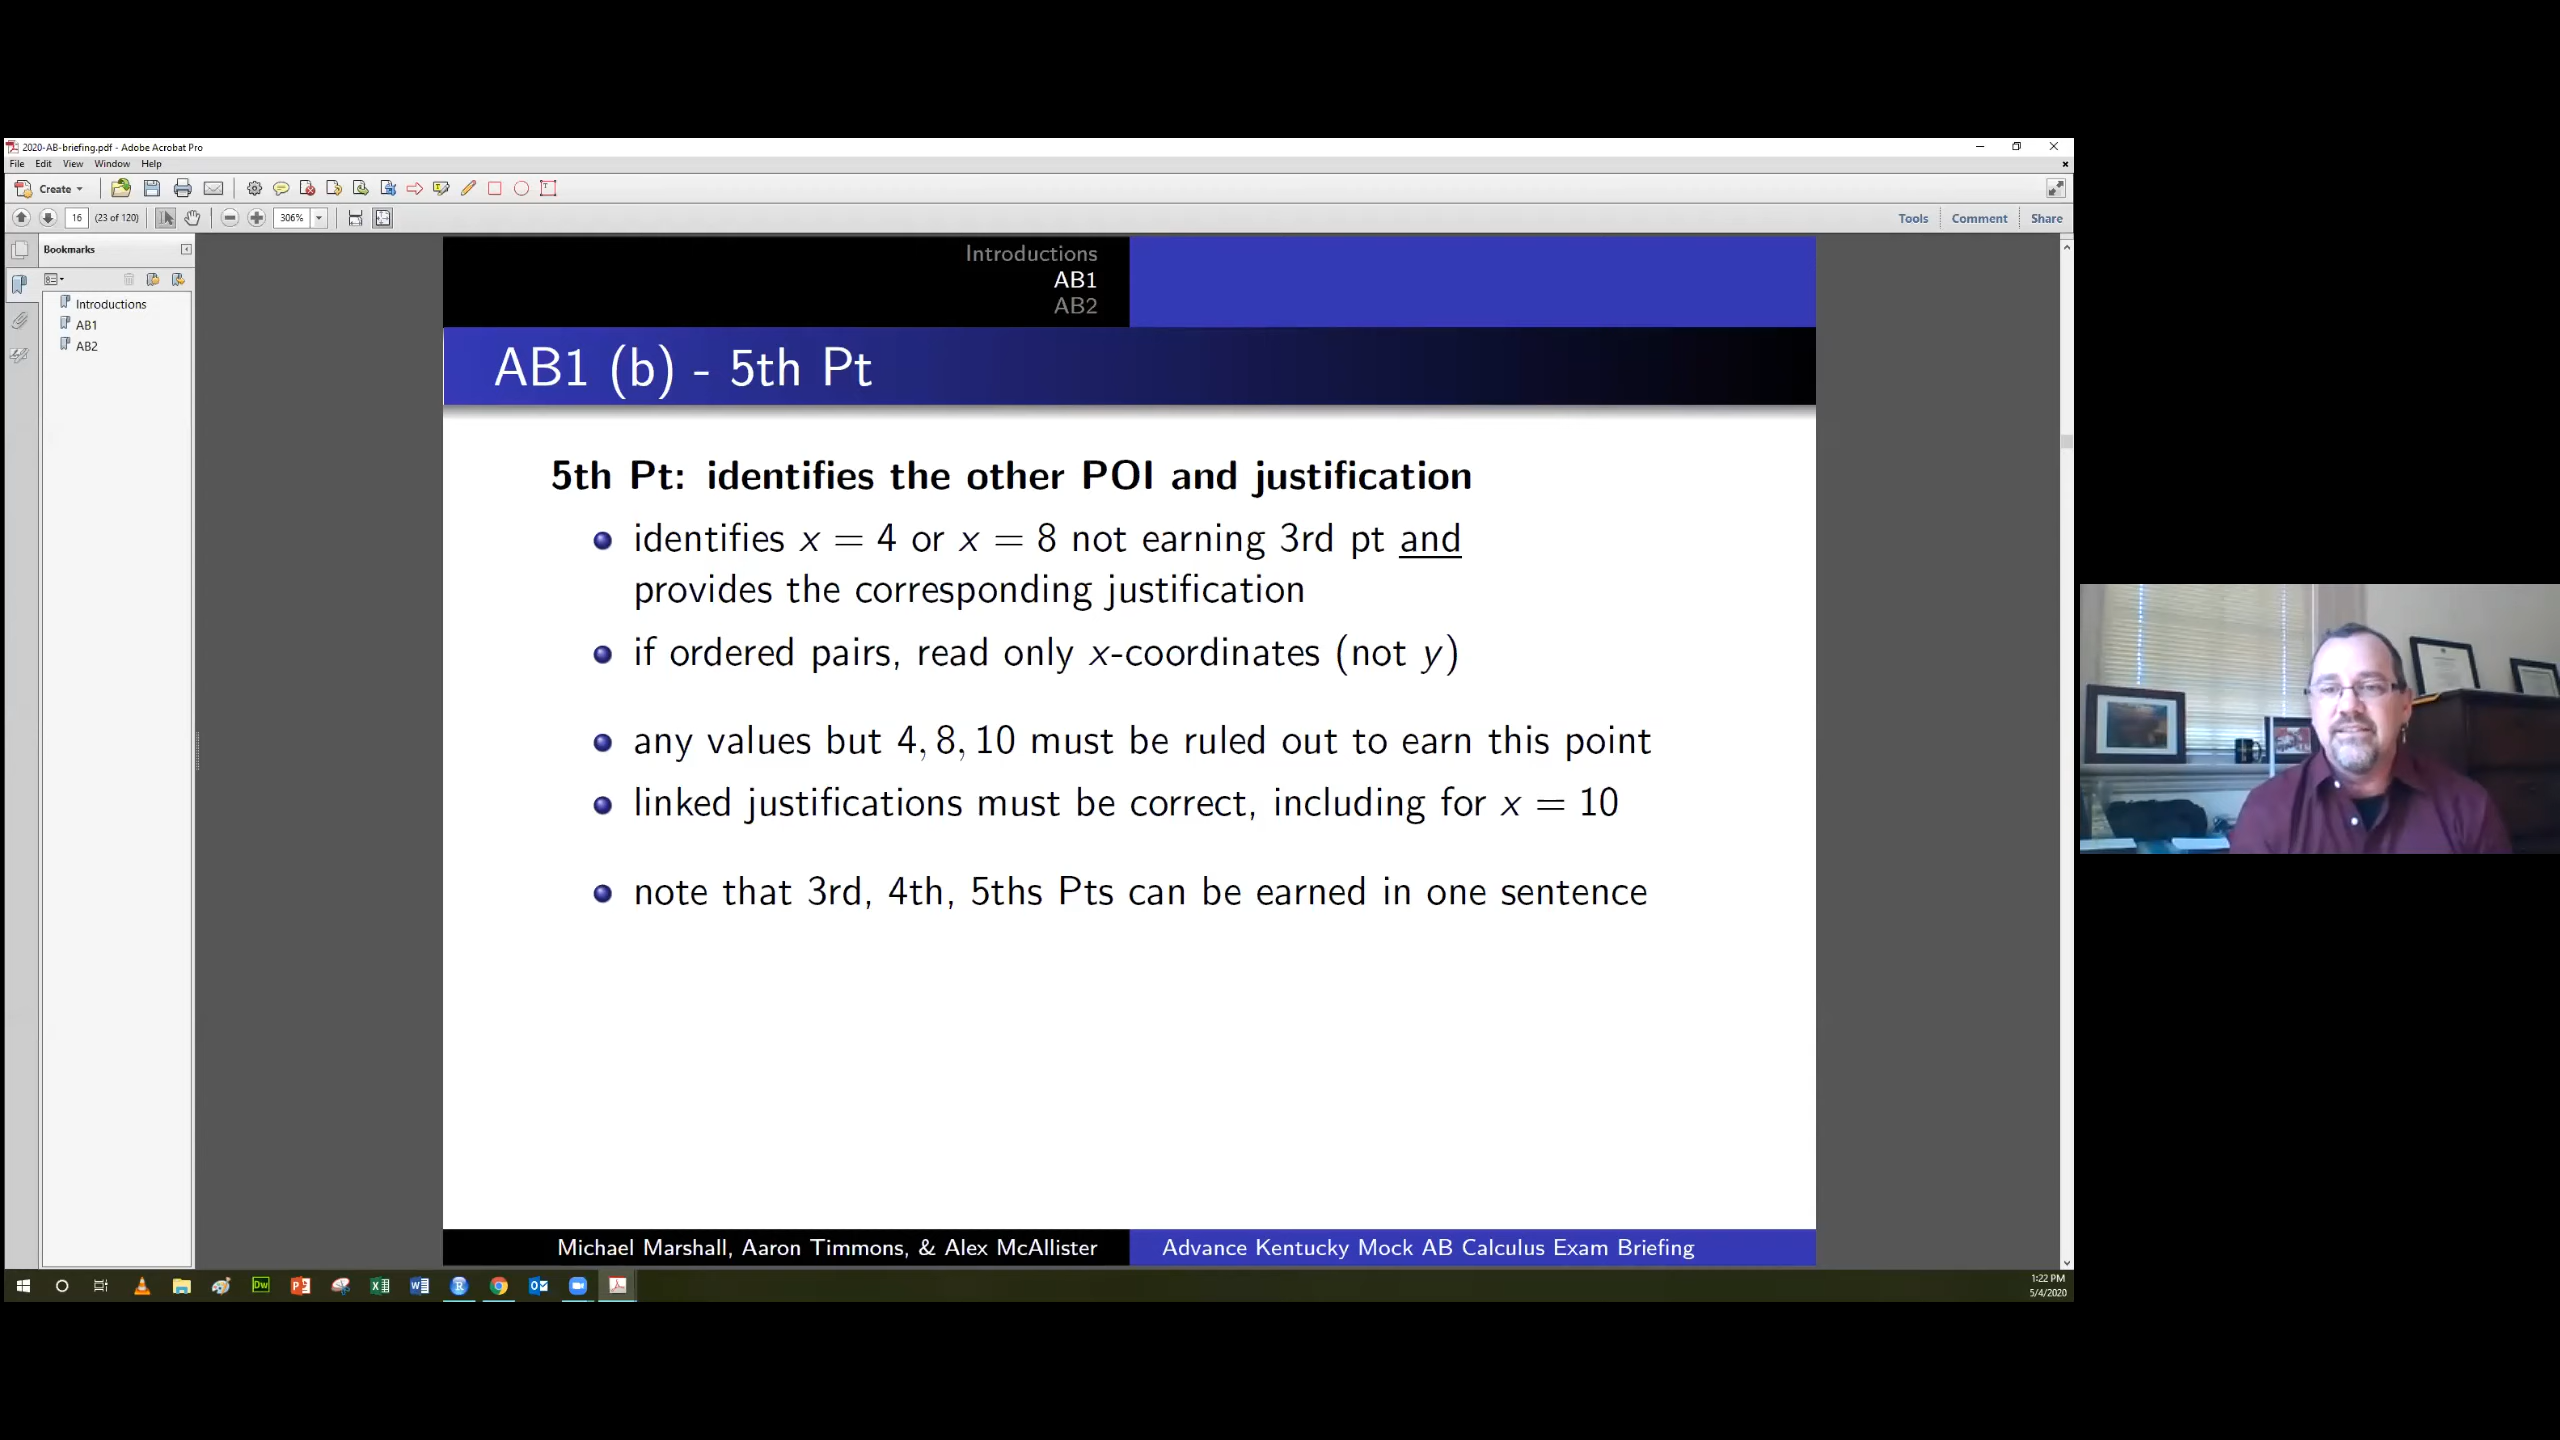 2020-AB-briefing.pdf - Adobe Acrobat Pro
File Edit View Window Help
Create
16 (23 of 120) 306% Tools Comment Share
Bookmarks
Introductions
AB1
AB2
Introductions
AB1
AB2
AB1 (b) - 5th Pt
5th Pt: identifies the other POI and justification
identifies x = 4 or x = 8 not earning 3rd pt and
provides the corresponding justification
if ordered pairs, read only x-coordinates (not y)
any values but 4, 8, 10 must be ruled out to earn this point
linked justifications must be correct, including for x = 10
note that 3rd, 4th, 5ths Pts can be earned in one sentence
Michael Marshall, Aaron Timmons, & Alex McAllister Advance Kentucky Mock AB Calculus Exam Briefing
1:22 PM
5/4/2020